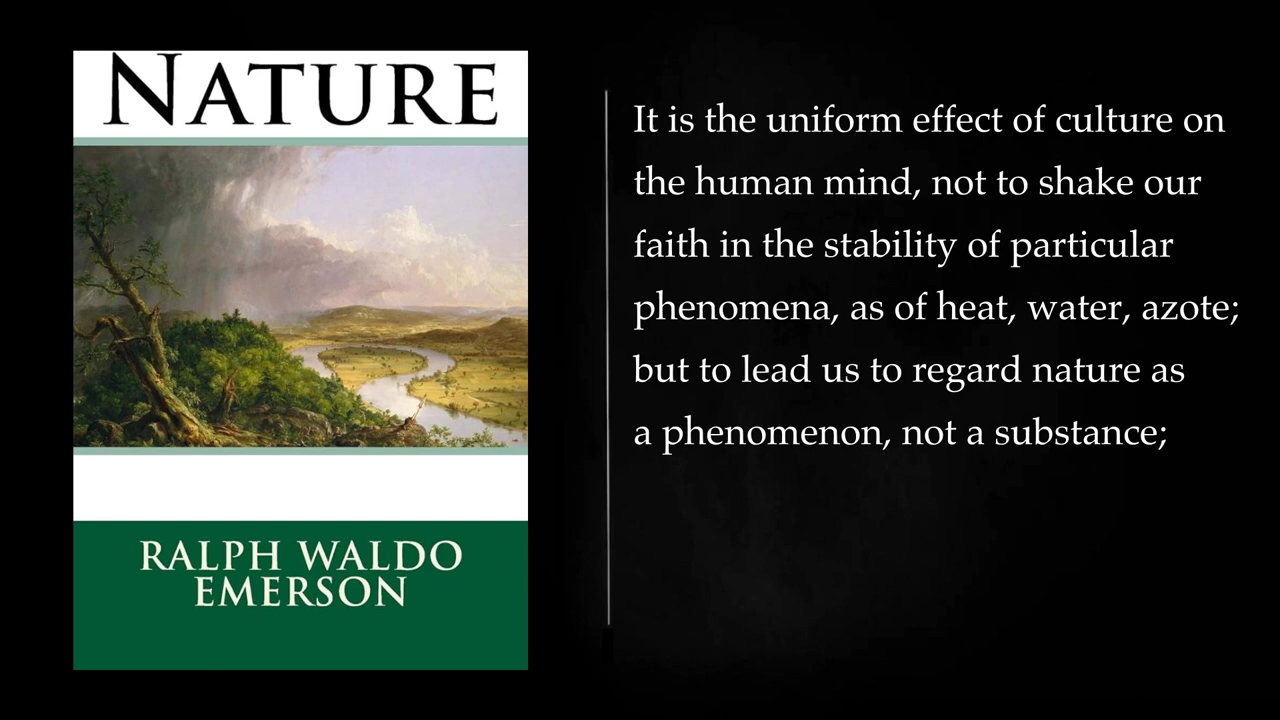 NATURE
RALPH WALDO
EMERSON
It is the uniform effect of culture on
the human mind, not to shake our
faith in the stability of particular
phenomena, as of heat, water, azote;
but to lead us to regard nature as
a phenomenon, not a substance;